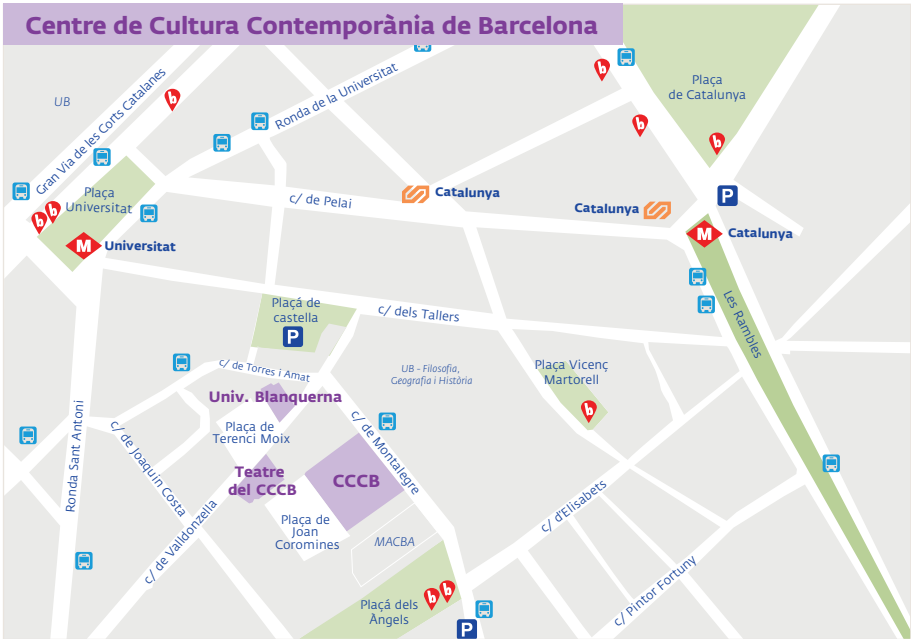 Centre de Cultura Contemporània de Barcelona
UB
Gran Via de les Corts Catalanes
Ronda de la Universitat
Plaça
de Catalunya
b
b
b
b
P
Plaça
Universitat
b
b
c/ de Pelai
Catalunya
Catalunya
M Universitat
M Catalunya
Plaçá de
castella
P
c/ dels Tallers
Les Rambles
c/ de Torres i Amat
UB - Filosofia,
Geografia i Història
Plaça Vicenç
Martorell
b
Univ. Blanquerna
Plaça de
Terenci Moix
c/ de Montalegre
Ronda Sant Antoni
c/ de Joaquín Costa
Teatre
del CCCB
CCCB
c/ de Valldonzella
Plaça de
Joan
Coromines
MACBA
c/ d'Elisabets
c/ Pintor Fortuny
Plaçá dels
Àngels
b
b
P